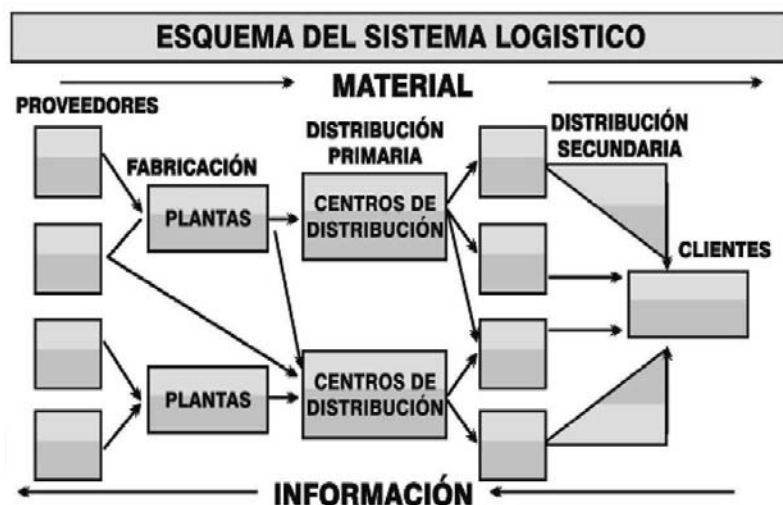 ESQUEMA DEL SISTEMA LOGISTICO
MATERIAL
PROVEEDORES
FABRICACIÓN
DISTRIBUCIÓN
PRIMARIA
DISTRIBUCIÓN
SECUNDARIA
PLANTAS
CENTROS DE
DISTRIBUCIÓN
CLIENTES
PLANTAS
CENTROS DE
DISTRIBUCIÓN
INFORMACIÓN